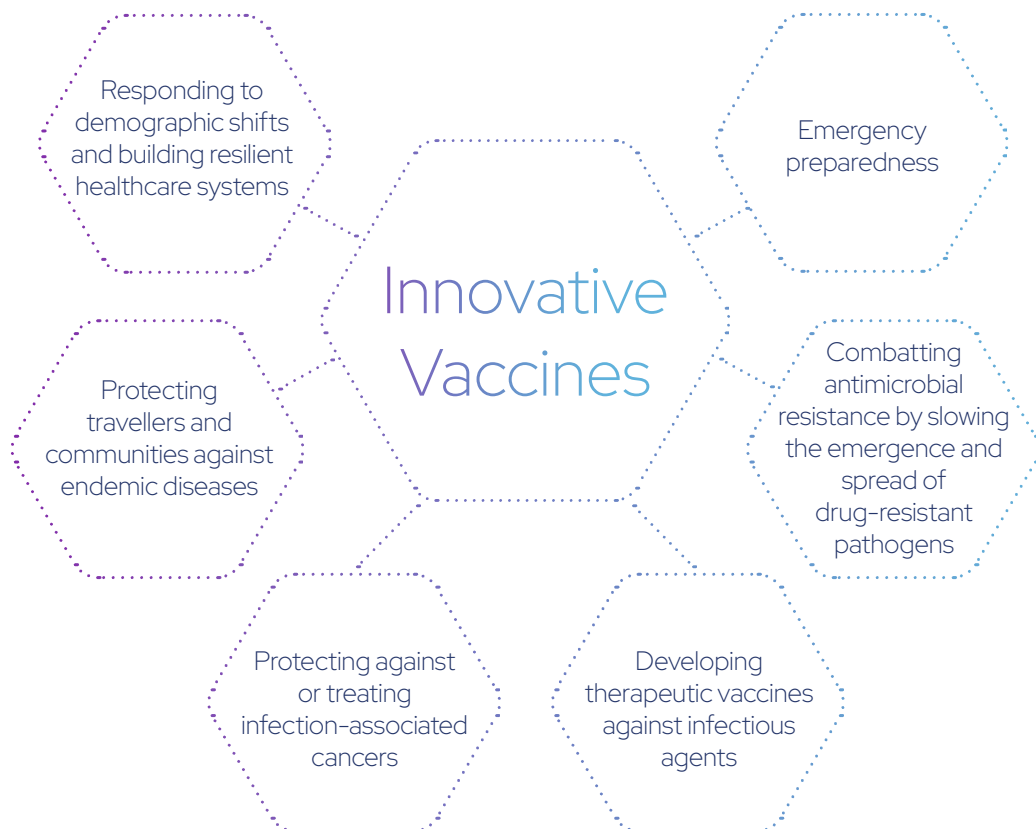 Responding to
demographic shifts
and building resilient
healthcare systems
Emergency
preparedness
Innovative
Vaccines
Protecting
travellers and
communities against
endemic diseases
Combatting
antimicrobial
resistance by slowing
the emergence and
spread of
drug-resistant
pathogens
Protecting against
or treating
infection-associated
cancers
Developing
therapeutic vaccines
against infectious
agents